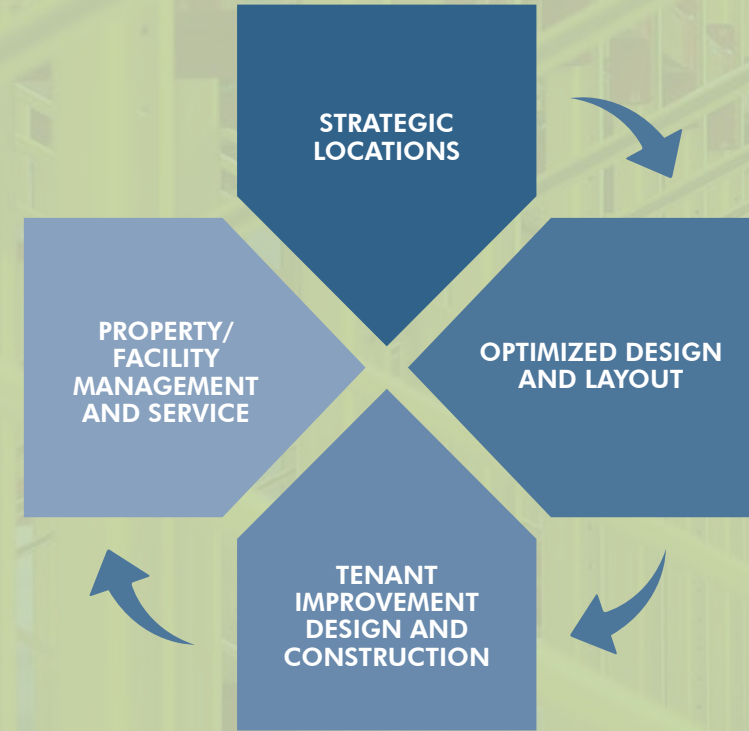 STRATEGIC
LOCATIONS
OPTIMIZED DESIGN
AND LAYOUT
TENANT
IMPROVEMENT
DESIGN AND
CONSTRUCTION
PROPERTY/
FACILITY
MANAGEMENT
AND SERVICE